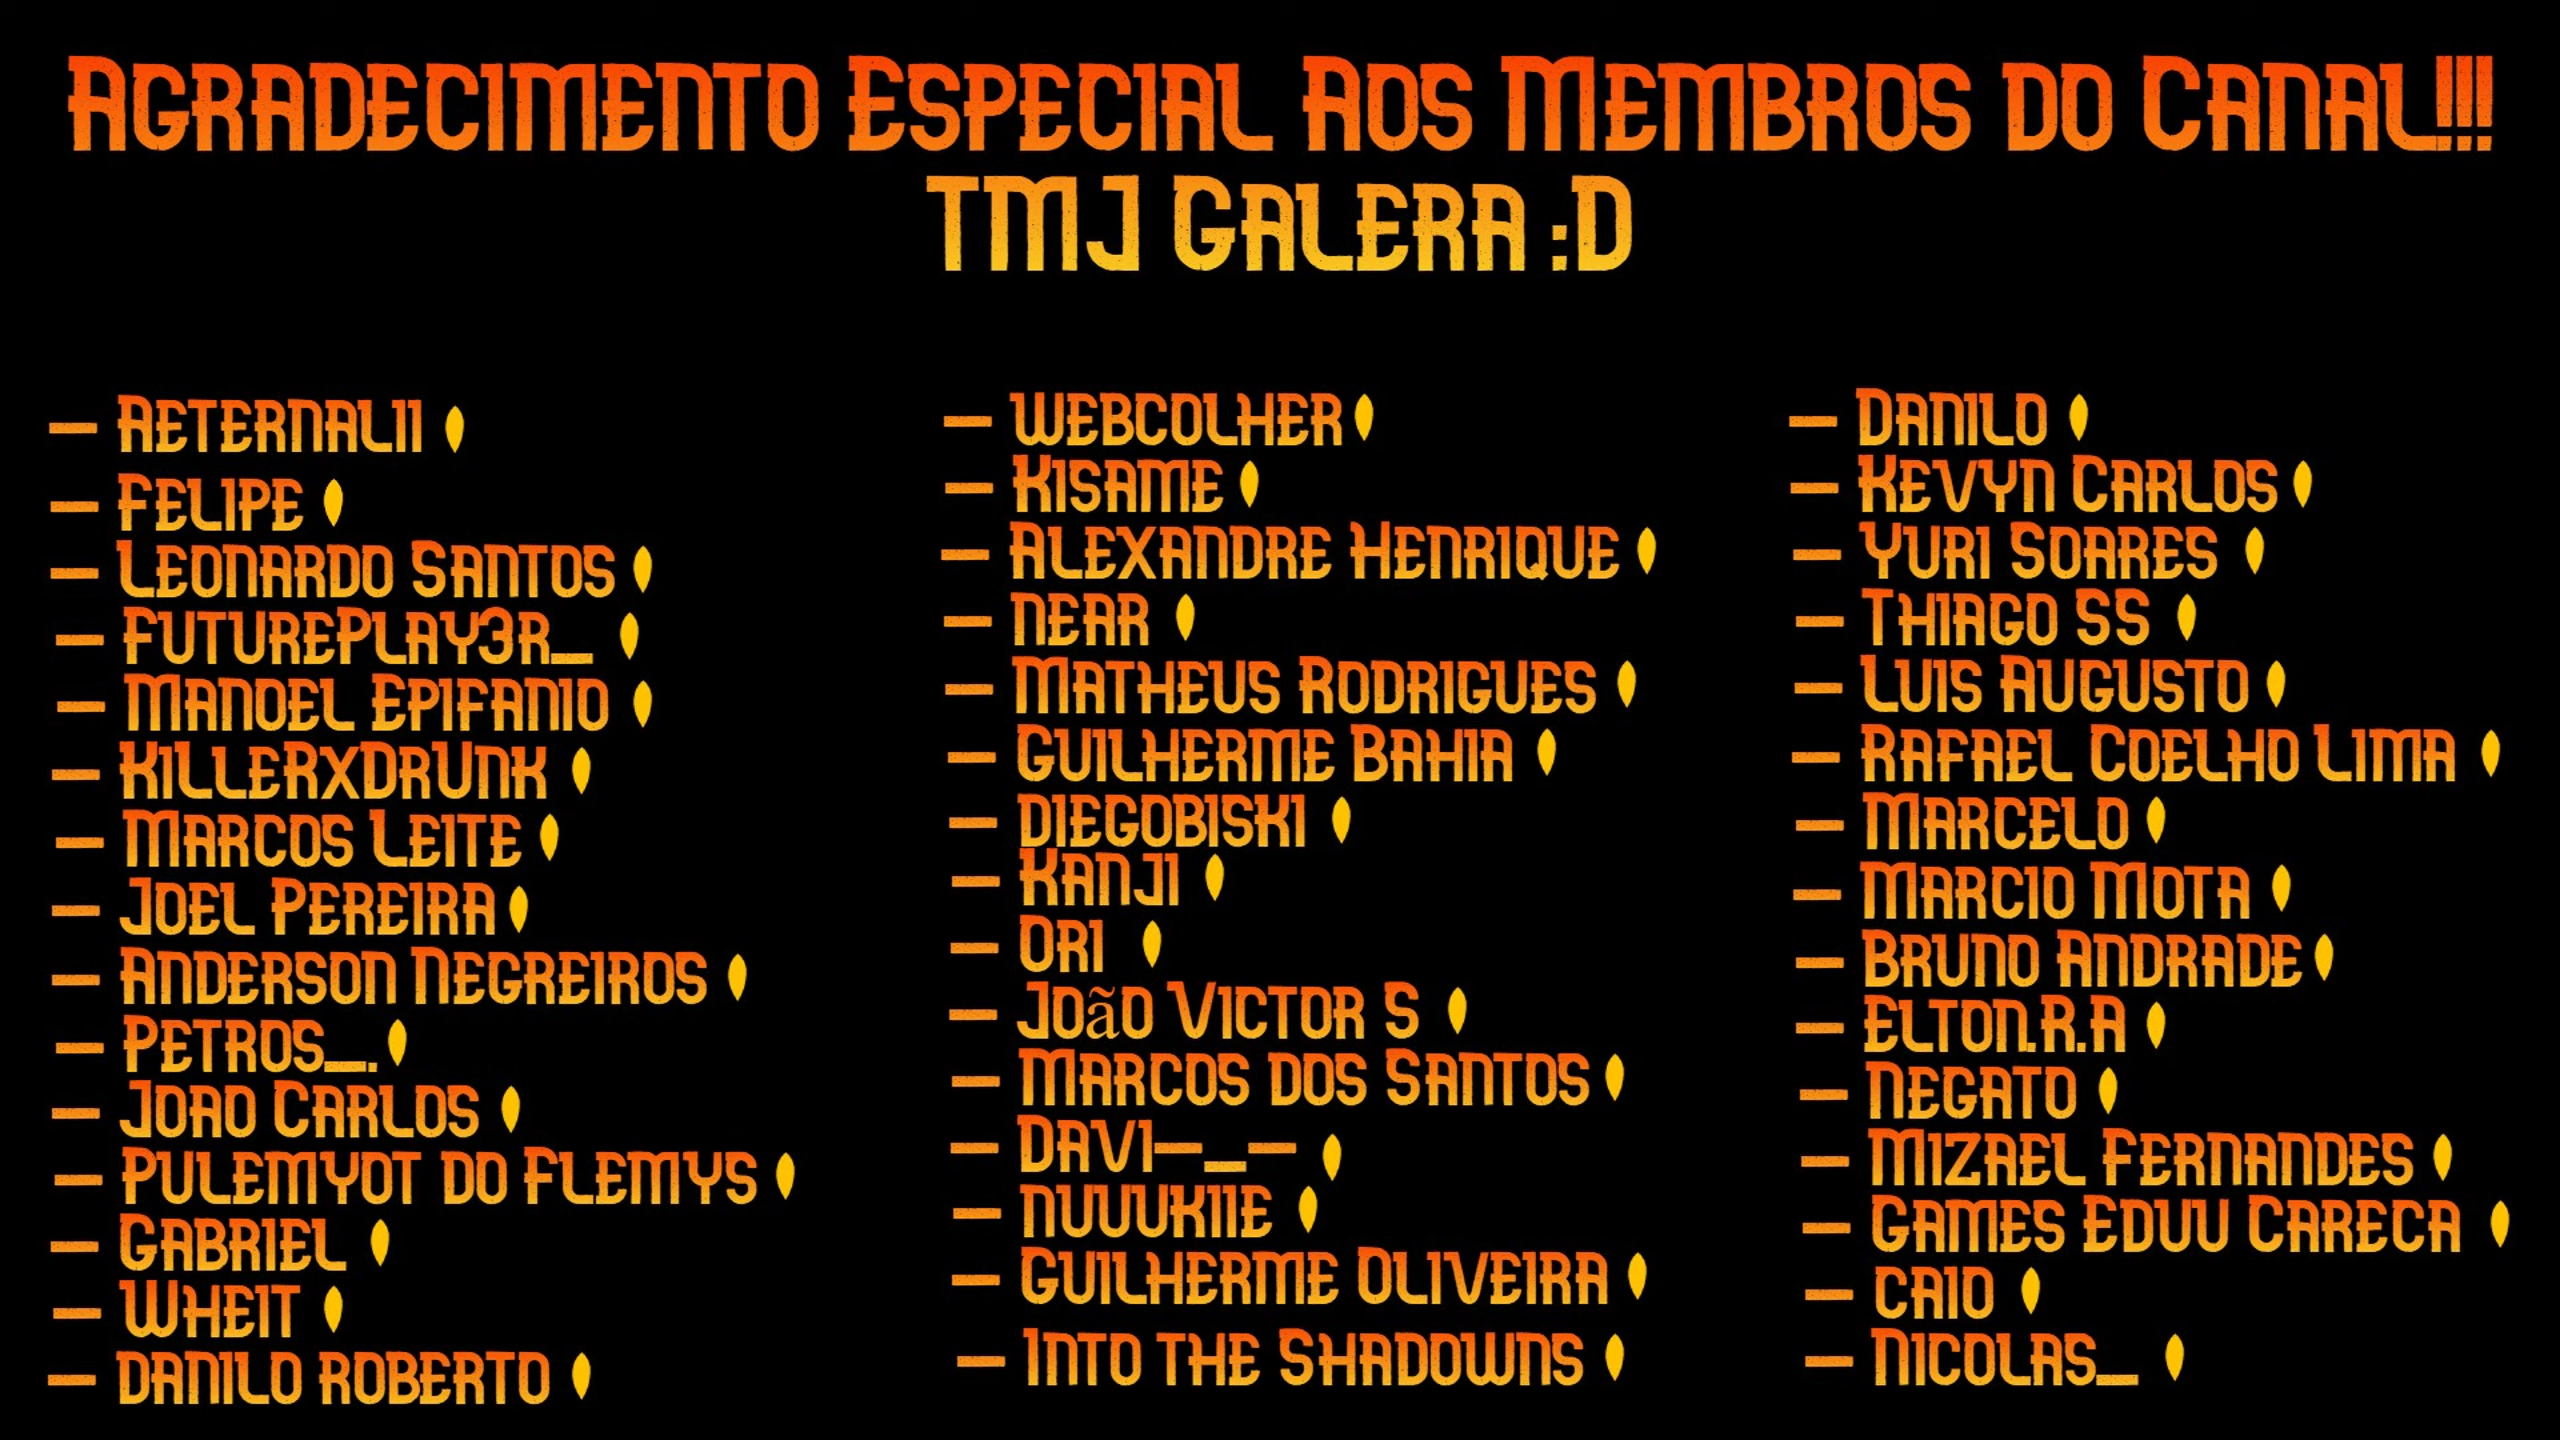 Agradecimento Especial Aos Membros do Canal!!!
TMJ Galera :D
— Aeternal11
— Felipe
— Leonardo Santos
— FuturePlay3r_
— Manoel Epifanio
— KiLLeRxDrUnK
— Marcos Leite
— Joel Pereira
— Anderson Negreiros
— Petros_.
— Joao Carlos
— Pulemyot do Flemys
— Gabriel
— Wheit
— Danilo Roberto
— webcolher
— Kisame
— Alexandre Henrique
— near
— Matheus Rodrigues
— Guilherme Bahia
— diegobiski
— Kanji
— Ori
— João Victor S
— Marcos dos Santos
— Davi—_—
— nuuukiie
— Guilherme Oliveira
— Into the Shadowns
— Danilo
— Kevyn Carlos
— Yuri Soares
— Thiago SS
— Luis Augusto
— Rafael Coelho Lima
— Marcelo
— Marcio Mota
— Bruno Andrade
— Elton.R.A
— Negato
— Mizael Fernandes
— Games Eduu Careca
— caio
— Nicolas_